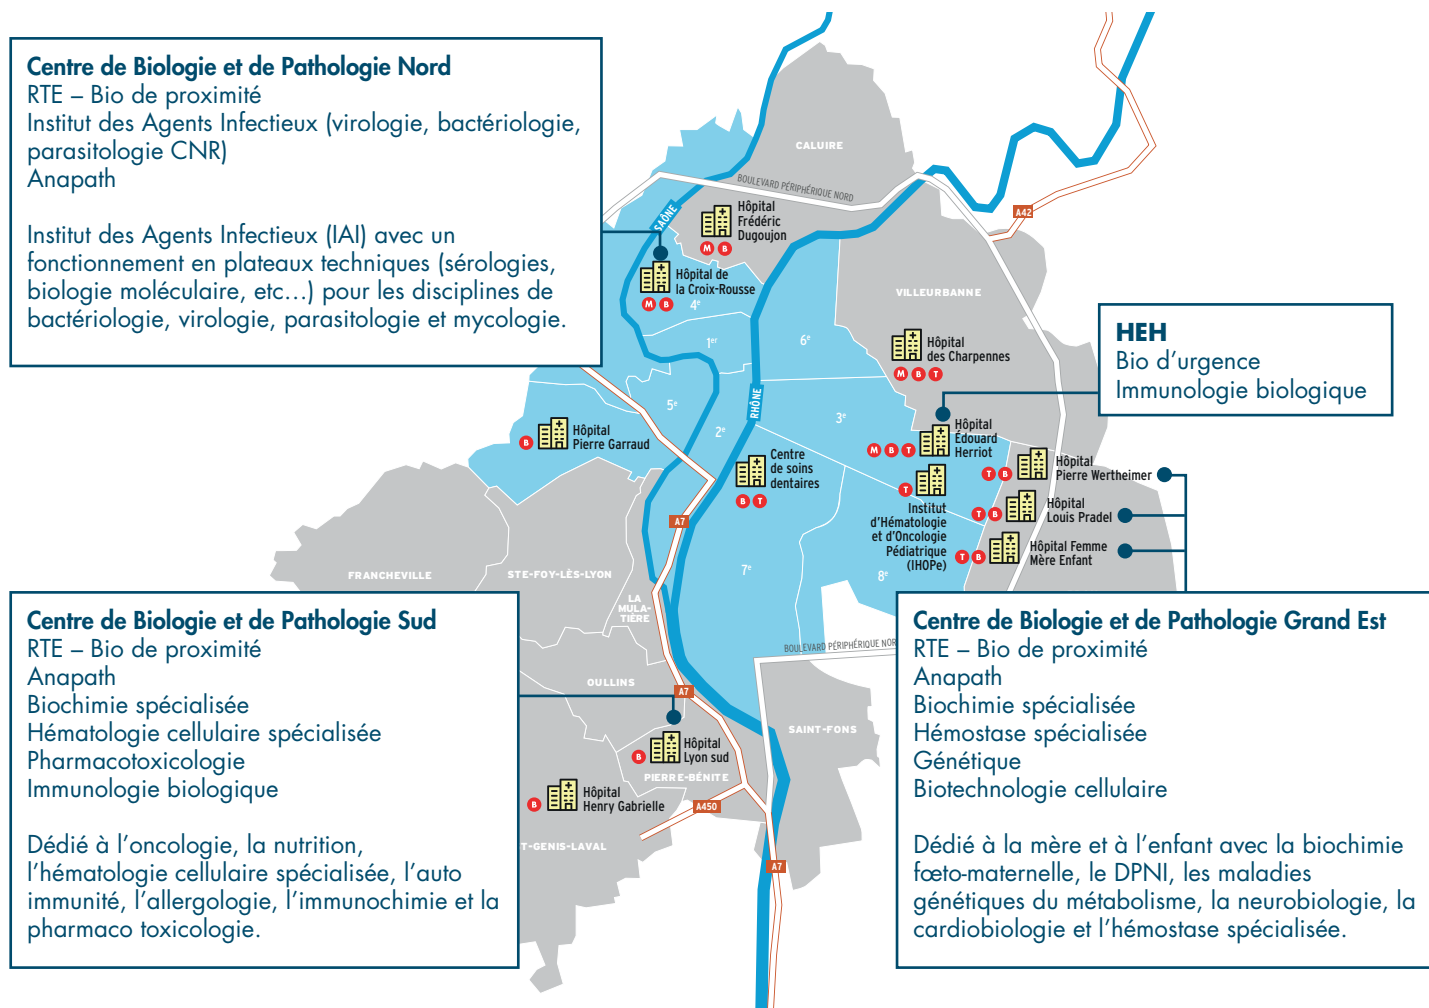 Centre de Biologie et de Pathologie Nord
RTE – Bio de proximité
Institut des Agents Infectieux (virologie, bactériologie,
parasitologie CNR)
Anapath
Institut des Agents Infectieux (IAI) avec un
fonctionnement en plateaux techniques (sérologies,
biologie moléculaire, etc...) pour les disciplines de
bactériologie, virologie, parasitologie et mycologie.
CALUIRE
BOULEVARD PÉRIPHÉRIQUE NORD
SAÔNE
A42
Hôpital
Frédéric
Dugoujon
M B
Hôpital de
la Croix-Rousse
M B
4e
VILLEURBANNE
1er
6e
Hôpital
des Charpennes
M B T
HEH
Bio d'urgence
Immunologie biologique
RHÔNE
5e
2e
3e
Hôpital
Pierre Garraud
B
Hôpital
Édouard
Herriot
M B T
Centre
de soins
dentaires
B T
Hôpital
Pierre Wertheimer
T B
T
Institut
d'Hématologie
et d'Oncologie
Pédiatrique
(IHOPe)
Hôpital
Louis Pradel
T B
Hôpital Femme
Mère Enfant
T B
A7
7e
8e
FRANCHEVILLE
STE-FOY-LÈS-LYON
LA
MULA-
TIÈRE
BOULEVARD PÉRIPHÉRIQUE NOR
Centre de Biologie et de Pathologie Sud
RTE – Bio de proximité
Anapath
Biochimie spécialisée
Hématologie cellulaire spécialisée
Pharmacotoxicologie
Immunologie biologique
Dédié à l'oncologie, la nutrition,
l'hématologie cellulaire spécialisée, l'auto
immunité, l'allergologie, l'immunochimie et la
pharmaco toxicologie.
OULLINS
A7
SAINT-FONS
Hôpital
Lyon sud
B
PIERRE-BÉNITE
Hôpital
Henry Gabrielle
B
A450
T-GENIS-LAVAL
A7
Centre de Biologie et de Pathologie Grand Est
RTE – Bio de proximité
Anapath
Biochimie spécialisée
Hémostase spécialisée
Génétique
Biotechnologie cellulaire
Dédié à la mère et à l'enfant avec la biochimie
fœto-maternelle, le DPNI, les maladies
génétiques du métabolisme, la neurobiologie, la
cardiobiologie et l'hémostase spécialisée.